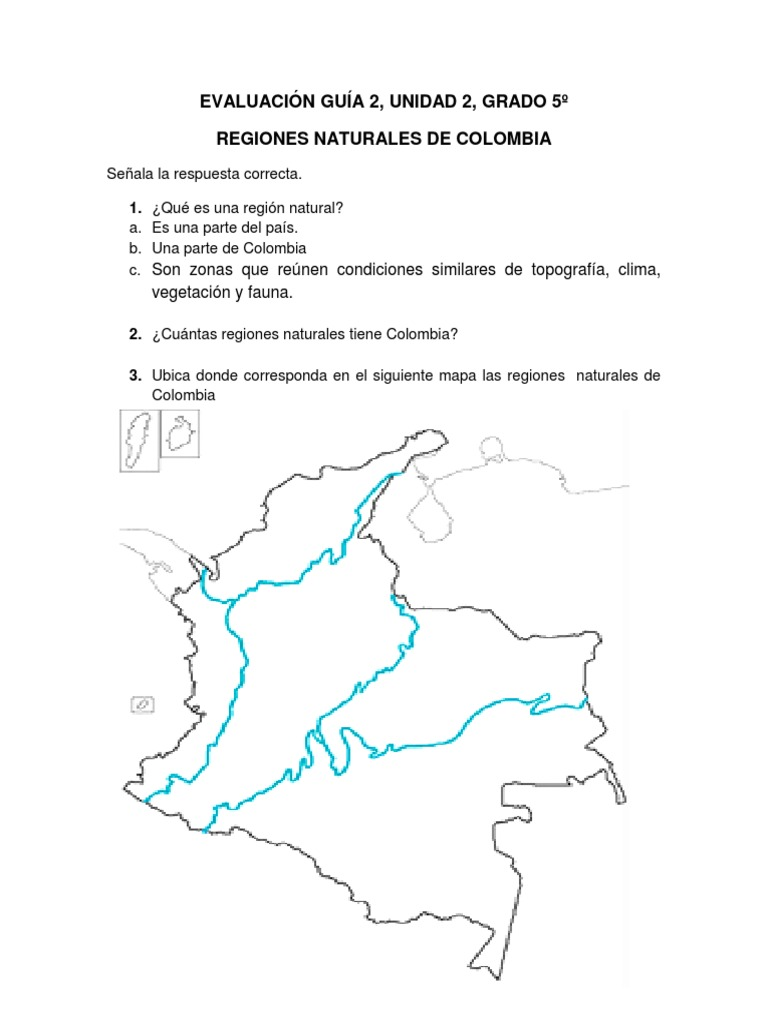 EVALUACIÓN GUÍA 2, UNIDAD 2, GRADO 5º
REGIONES NATURALES DE COLOMBIA
Señala la respuesta correcta.
1. ¿Qué es una región natural?
a. Es una parte del país.
b. Una parte de Colombia
c. Son zonas que reúnen condiciones similares de topografía, clima,
vegetación y fauna.
2. ¿Cuántas regiones naturales tiene Colombia?
3. Ubica donde corresponda en el siguiente mapa las regiones naturales de
Colombia